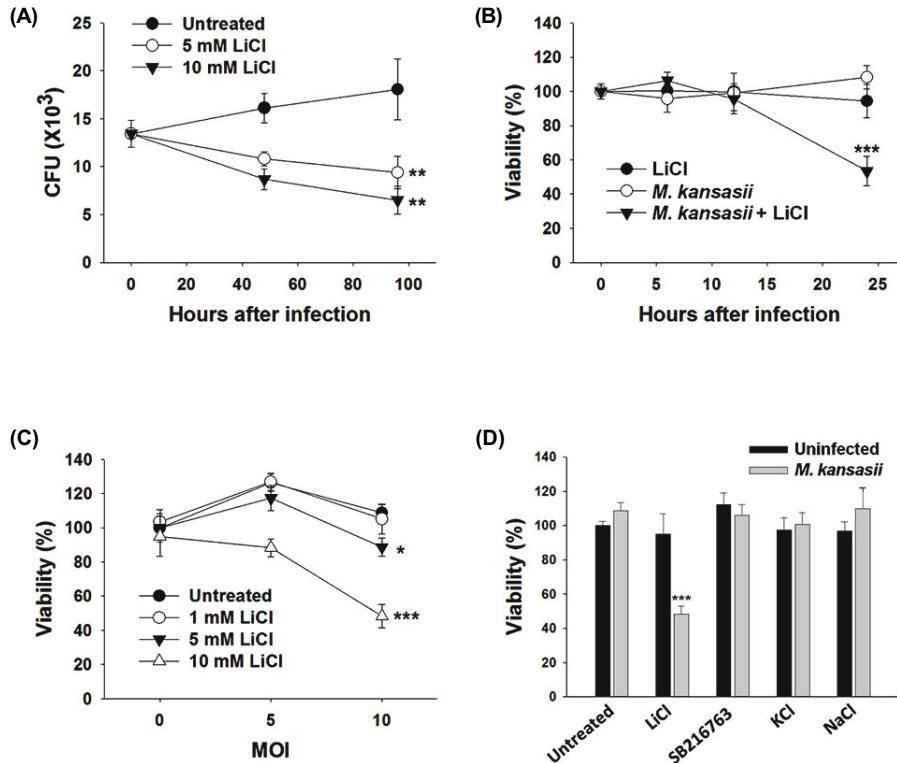 (A)
Untreated
5 mM LiCl
10 mM LiCl
25
20
15
10
5
0
CFU (X10³)
0 20 40 60 80 100
Hours after infection
**
**
(B)
140
120
100
80
60
40
20
0
Viability (%)
LiCl
M. kansasii
M. kansasii + LiCl
***
0 5 10 15 20 25
Hours after infection
(C)
140
120
100
80
60
40
20
0
Viability (%)
Untreated
1 mM LiCl
5 mM LiCl
10 mM LiCl
*
***
0 5 10
MOI
(D)
Uninfected
M. kansasii
140
120
100
80
60
40
20
0
Viability (%)
***
Untreated
LiCl
SB216763
KCl
NaCl